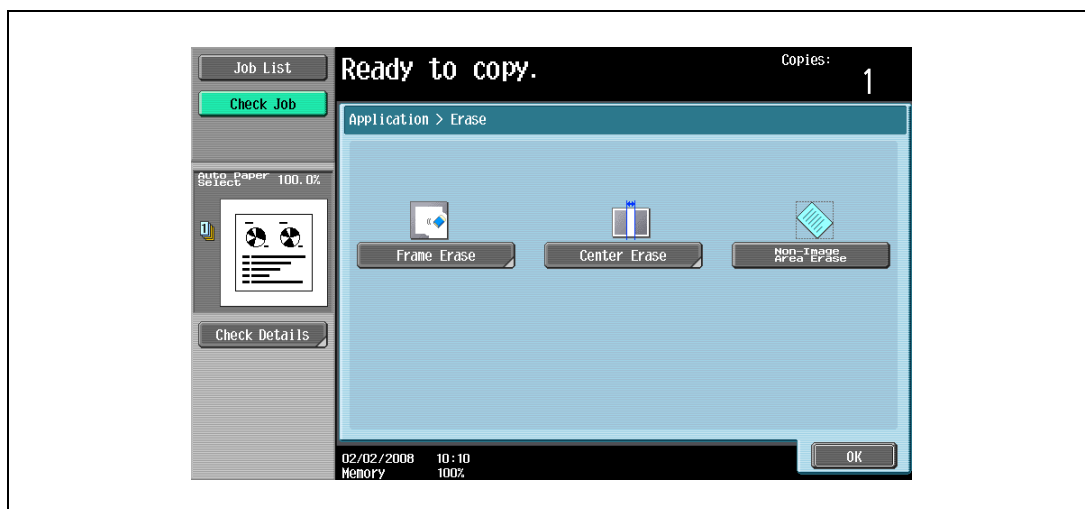 Job List
Check Job
Ready to copy.
Copies:
1
Application > Erase
Auto Paper
Select
100.0%
1
Frame Erase
Center Erase
Non-Image
Area Erase
Check Details
02/02/2008 10:10
Memory 100%
OK